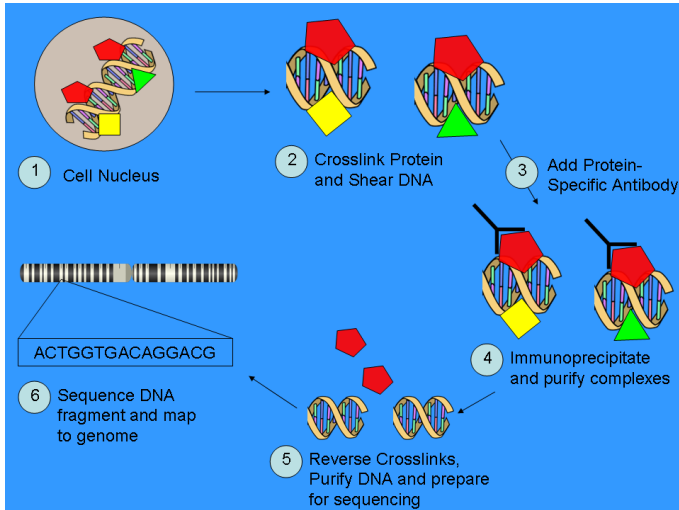 1
Cell Nucleus
2
Crosslink Protein
and Shear DNA
3
Add Protein-
Specific Antibody
4
Immunoprecipitate
and purify complexes
5
Reverse Crosslinks,
Purify DNA and prepare
for sequencing
ACTGGTGACAGGACG
6
Sequence DNA
fragment and map
to genome